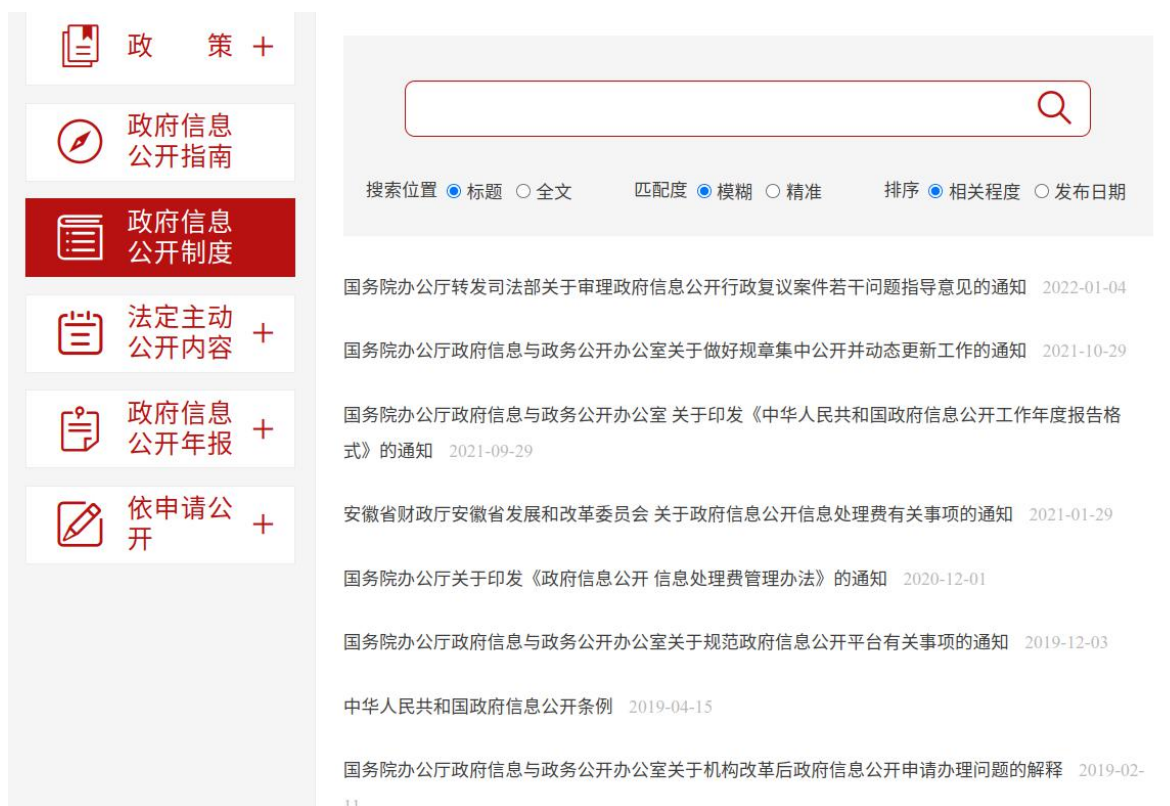 政 策 +
政府信息
公开指南
政府信息
公开制度
法定主动
公开内容 +
政府信息
公开年报 +
依申请公
开 +
搜索位置 标题 全文 匹配度 模糊 精准 排序 相关程度 发布日期
国务院办公厅转发司法部关于审理政府信息公开行政复议案件若干问题指导意见的通知 2022-01-04
国务院办公厅政府信息与政务公开办公室关于做好规章集中公开并动态更新工作的通知 2021-10-29
国务院办公厅政府信息与政务公开办公室 关于印发《中华人民共和国政府信息公开工作年度报告格
式》的通知 2021-09-29
安徽省财政厅安徽省发展和改革委员会 关于政府信息公开信息处理费有关事项的通知 2021-01-29
国务院办公厅关于印发《政府信息公开 信息处理费管理办法》的通知 2020-12-01
国务院办公厅政府信息与政务公开办公室关于规范政府信息公开平台有关事项的通知 2019-12-03
中华人民共和国政府信息公开条例 2019-04-15
国务院办公厅政府信息与政务公开办公室关于机构改革后政府信息公开申请办理问题的解释 2019-02-
11